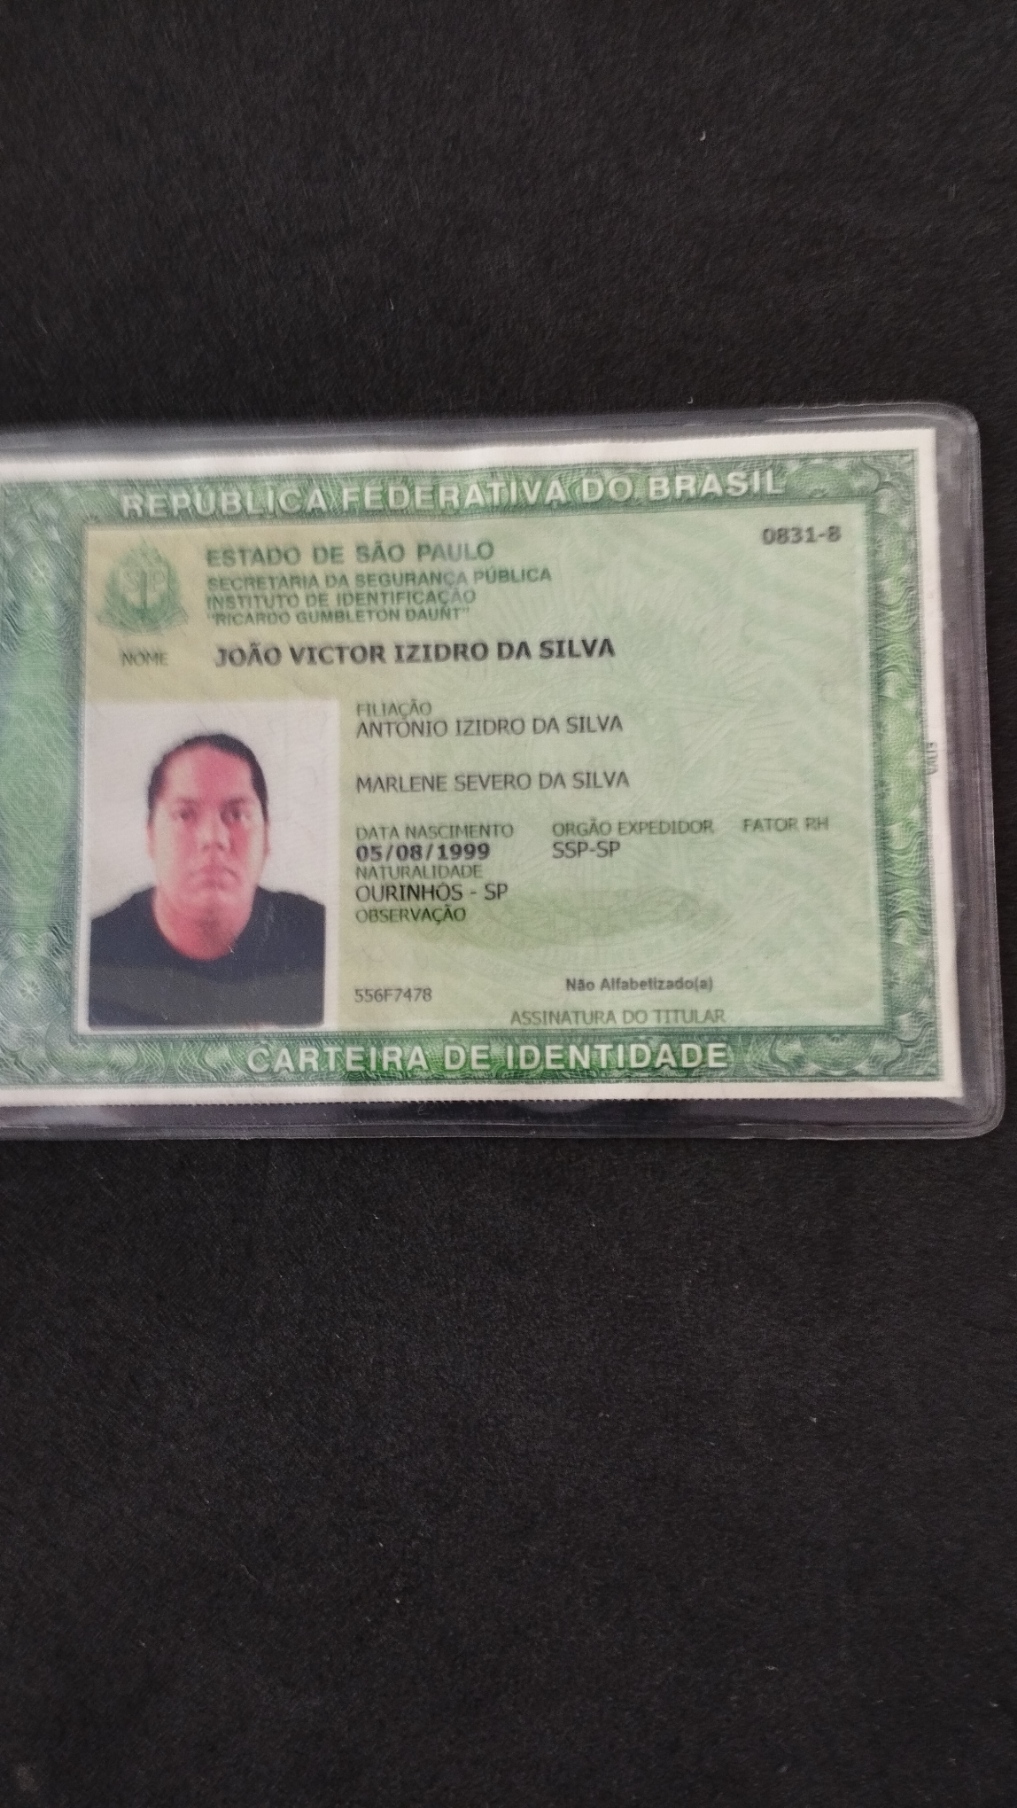 REPÚBLICA FEDERATIVA DO BRASIL
0831-8
ESTADO DE SÃO PAULO
SECRETARIA DA SEGURANÇA PÚBLICA
INSTITUTO DE IDENTIFICAÇÃO
"RICARDO GUMBLETON DAUNT"
NOME JOÃO VICTOR IZIDRO DA SILVA
FILIAÇÃO
ANTÔNIO IZIDRO DA SILVA
MARLENE SEVERO DA SILVA
DATA NASCIMENTO ORGÃO EXPEDIDOR FATOR RH
05/08/1999 SSP-SP
NATURALIDADE
OURINHOS - SP
OBSERVAÇÃO
556F7478 Não Alfabetizado(a)
ASSINATURA DO TITULAR
CARTEIRA DE IDENTIDADE